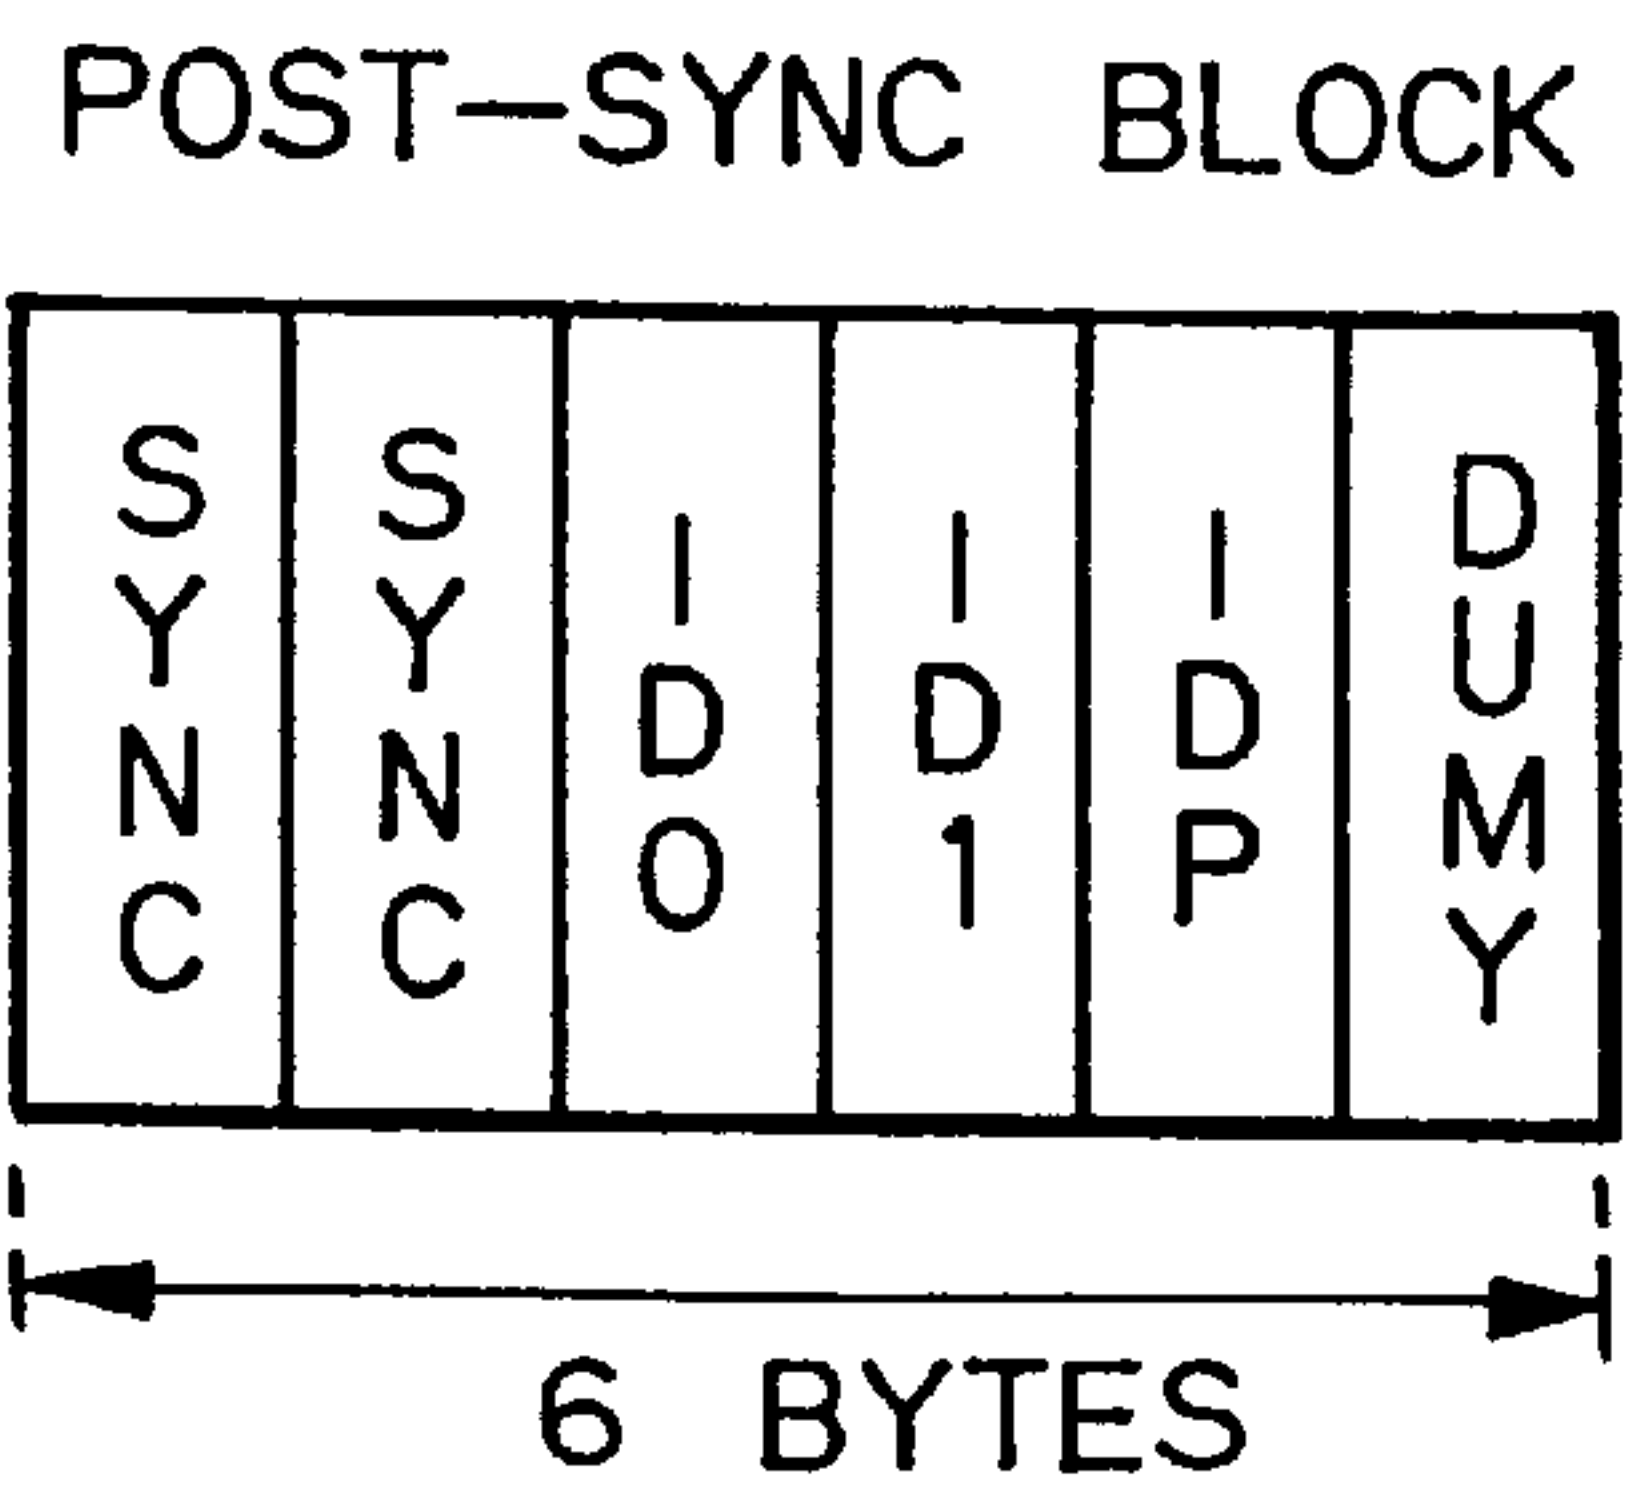 POST-SYNC BLOCK
SYNC
SYNC
ID0
ID1
IDP
DUMY
6 BYTES